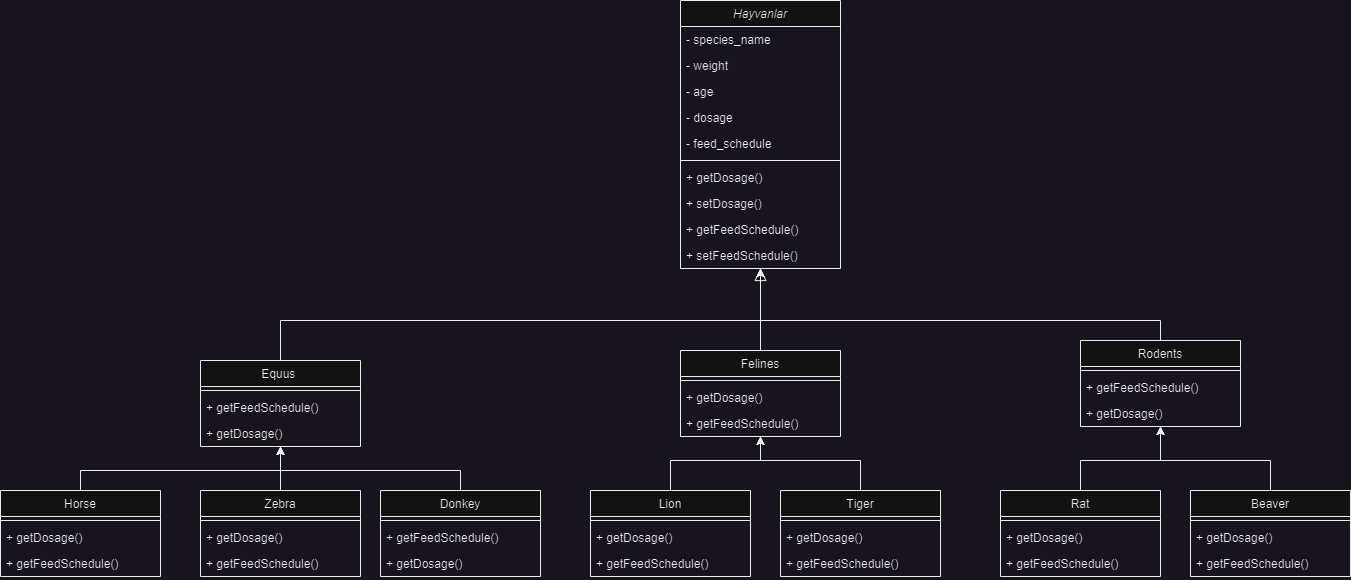 Hayvanlar
- species_name
- weight
- age
- dosage
- feed_schedule
+ getDosage()
+ setDosage()
+ getFeedSchedule()
+ setFeedSchedule()
Equus
+ getFeedSchedule()
+ getDosage()
Felines
+ getDosage()
+ getFeedSchedule()
Rodents
+ getFeedSchedule()
+ getDosage()
Horse
+ getDosage()
+ getFeedSchedule()
Zebra
+ getDosage()
+ getFeedSchedule()
Donkey
+ getFeedSchedule()
+ getDosage()
Lion
+ getDosage()
+ getFeedSchedule()
Tiger
+ getDosage()
+ getFeedSchedule()
Rat
+ getDosage()
+ getFeedSchedule()
Beaver
+ getDosage()
+ getFeedSchedule()